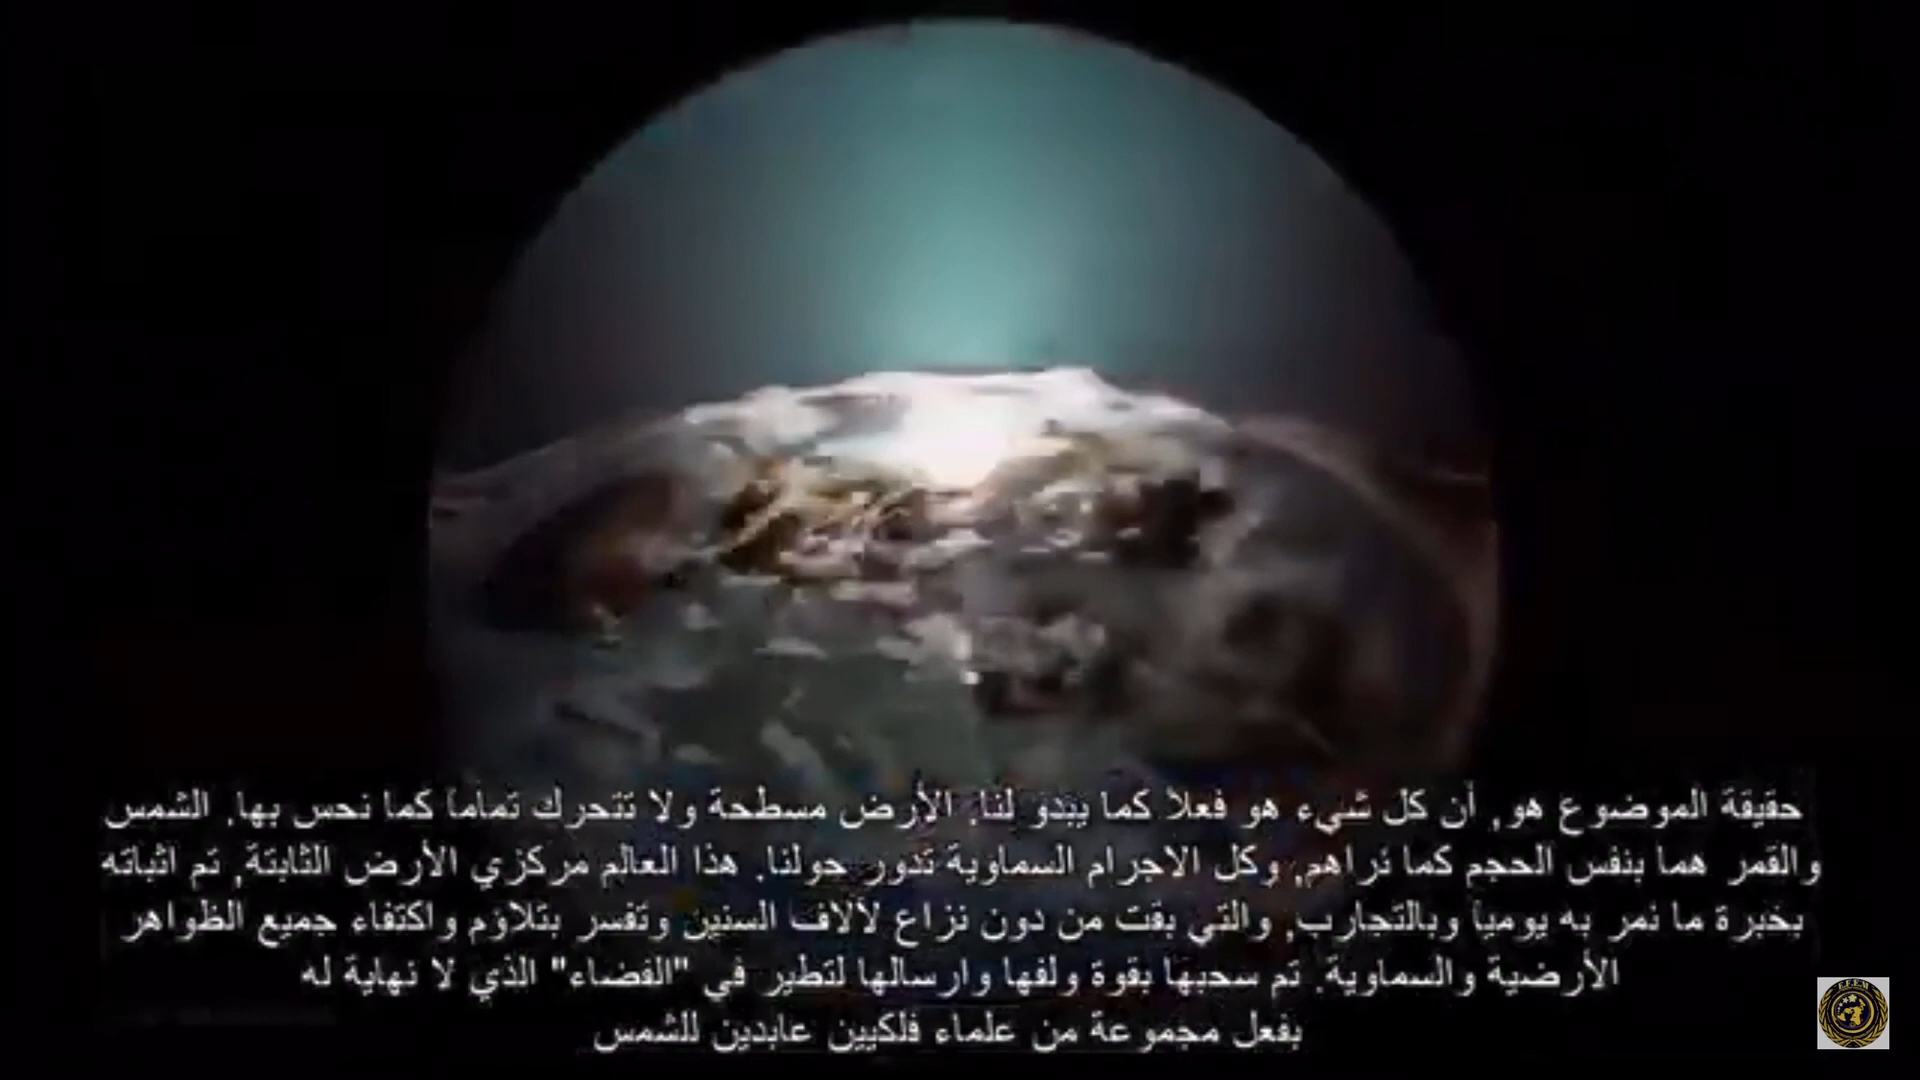 حقيقة الموضوع هو, أن كل شيء هو فعلاً كما يبدو لنا. الأرض مسطحة ولا تتحرك تماماً كما نحس بها. الشمس
والقمر هما بنفس الحجم كما نراهم, وكل الاجرام السماوية تدور حولنا. هذا العالم مركزي الأرض الثابتة, تم اثباته
بخبرة ما نمر به يومياً وبالتجارب, والتي بقت من دون نزاع لآلاف السنين وتفسر بتلاؤم واكتفاء جميع الظواهر
الأرضية والسماوية. تم سحبها بقوة ولفها وارسالها لتطير في "الفضاء" الذي لا نهاية له
بفعل مجموعة من علماء فلكيين عابدين للشمس